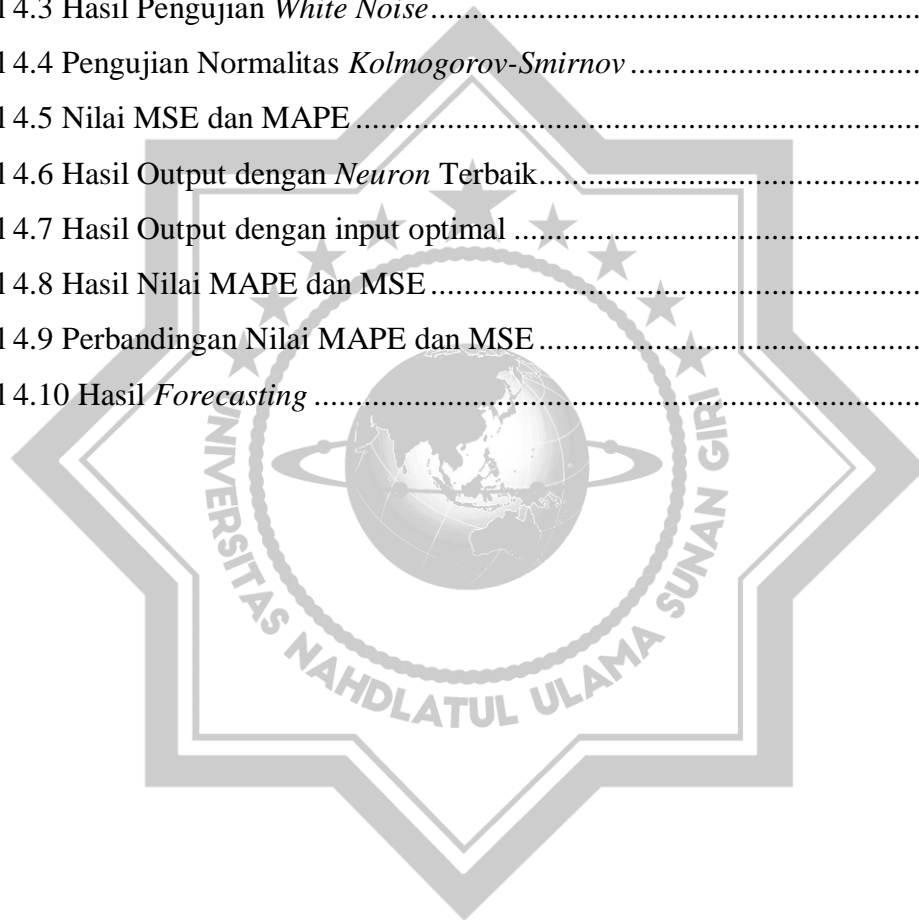 l 4.3 Hasil Pengujian White Noise................................................................
l 4.4 Pengujian Normalitas Kolmogorov-Smirnov......................................
l 4.5 Nilai MSE dan MAPE........................................................................
l 4.6 Hasil Output dengan Neuron Terbaik.................................................
l 4.7 Hasil Output dengan input optimal....................................................
l 4.8 Hasil Nilai MAPE dan MSE...............................................................
l 4.9 Perbandingan Nilai MAPE dan MSE.................................................
l 4.10 Hasil Forecasting.............................................................................
UNIVERSITAS NAHDLATUL ULAMA SUNAN GIRI